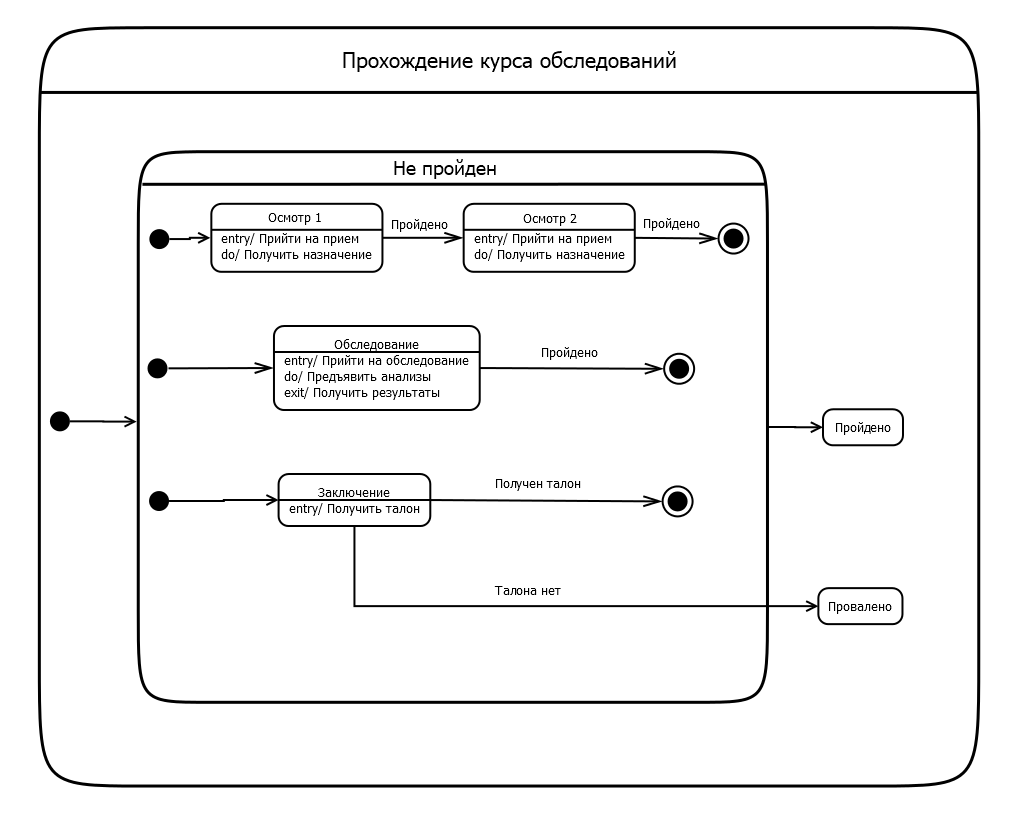 Прохождение курса обследований
Не пройден
Осмотр 1
entry/ Прийти на прием
do/ Получить назначение
Пройдено
Осмотр 2
entry/ Прийти на прием
do/ Получить назначение
Пройдено
Обследование
entry/ Прийти на обследование
do/ Предъявить анализы
exit/ Получить результаты
Пройдено
Пройдено
Заключение
entry/ Получить талон
Получен талон
Талона нет
Провалено